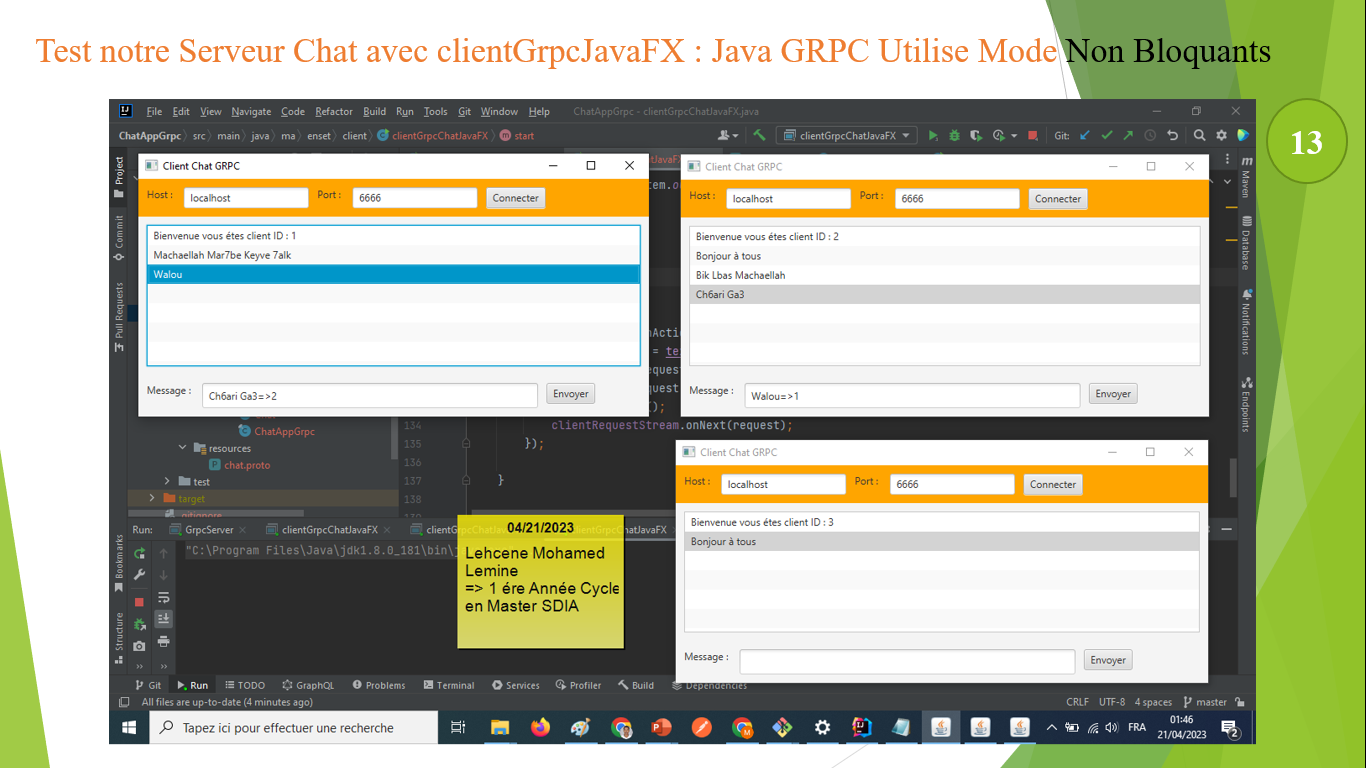 Test notre Serveur Chat avec clientGrpcJavaFX : Java GRPC Utilise Mode Non Bloquants
13
File Edit View Navigate Code Refactor Build Run Tools Git Window Help ChatAppGrpc - clientGrpcChatJavaFX.java
ChatAppGrpc src main java ma enset client clientGrpcChatJavaFX start clientGrpcChatJavaFX Git:
Project
Commit
Pull Requests
Bookmarks
Structure
Client Chat GRPC
Host : localhost Port : 6666 Connecter
Bienvenue vous étes client ID : 1
Machaellah Mar7be Keyve 7alk
Walou
Message : Ch6ari Ga3=>2 Envoyer
Client Chat GRPC
Host : localhost Port : 6666 Connecter
Bienvenue vous étes client ID : 2
Bonjour à tous
Bik Lbas Machaellah
Ch6ari Ga3
Message : Walou=>1 Envoyer
Maven
Database
Notifications
Endpoints
ChatAppGrpc
resources
chat.proto
test
target
.gitignore
134 clientRequestStream.onNext(request);
135 });
136
137 }
138
Client Chat GRPC
Host : localhost Port : 6666 Connecter
Bienvenue vous étes client ID : 3
Bonjour à tous
Message : Envoyer
Run: GrpcServer clientGrpcChatJavaFX
"C:\Program Files\Java\jdk1.8.0_181\bin\
04/21/2023
Lehcene Mohamed
Lemine
=> 1 ére Année Cycle
en Master SDIA
Git Run TODO GraphQL Problems Terminal Services Profiler Build Dependencies
All files are up-to-date (4 minutes ago) CRLF UTF-8 4 spaces master
Tapez ici pour effectuer une recherche FRA 01:46
21/04/2023
2